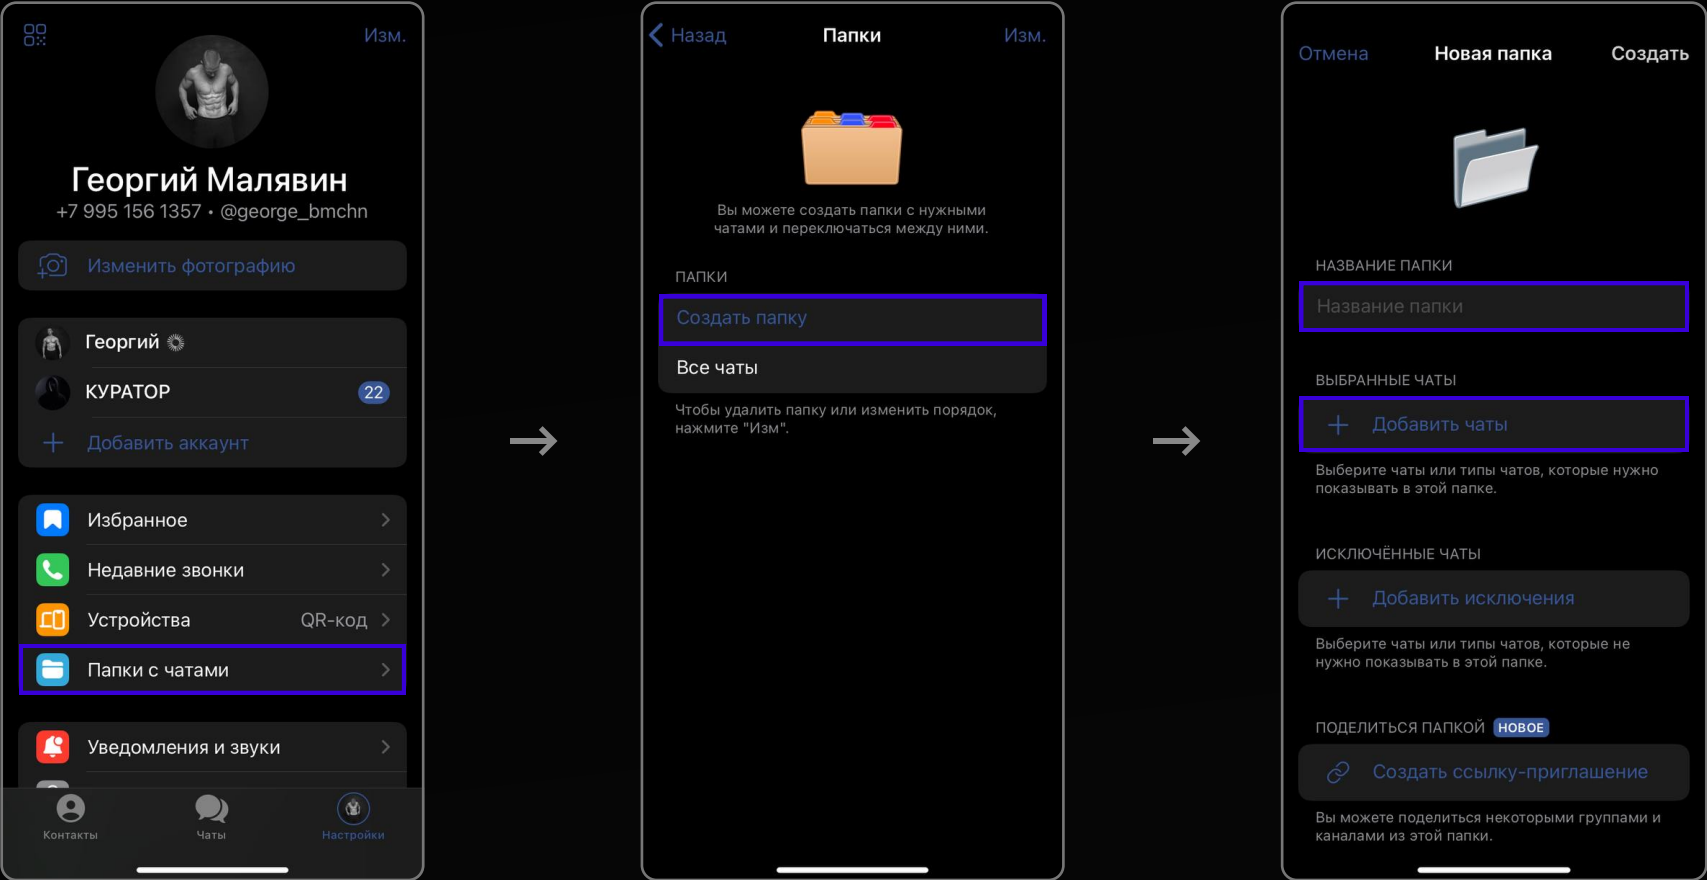 Изм.
Георгий Малявин
+7 995 156 1357 • @george_bmchn
Изменить фотографию
Георгий
КУРАТОР 22
Добавить аккаунт
Избранное
Недавние звонки
Устройства QR-код
Папки с чатами
Уведомления и звуки
Контакты Чаты Настройки
Назад Папки Изм.
Вы можете создать папки с нужными
чатами и переключаться между ними.
ПАПКИ
Создать папку
Все чаты
Чтобы удалить папку или изменить порядок,
нажмите "Изм".
Отмена Новая папка Создать
НАЗВАНИЕ ПАПКИ
Название папки
ВЫБРАННЫЕ ЧАТЫ
Добавить чаты
Выберите чаты или типы чатов, которые нужно
показывать в этой папке.
ИСКЛЮЧЁННЫЕ ЧАТЫ
Добавить исключения
Выберите чаты или типы чатов, которые не
нужно показывать в этой папке.
ПОДЕЛИТЬСЯ ПАПКОЙ НОВОЕ
Создать ссылку-приглашение
Вы можете поделиться некоторыми группами и
каналами из этой папки.